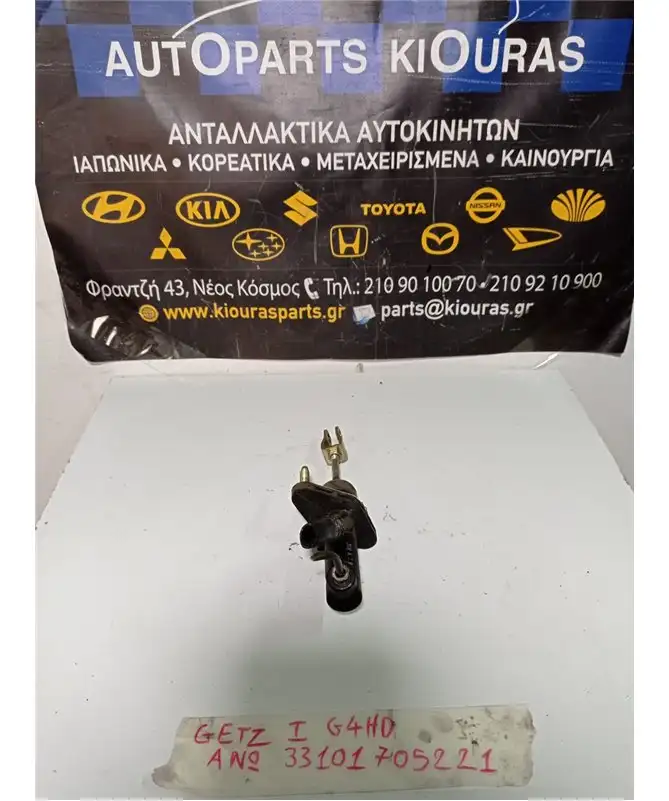 AUTOPARTS KIOURAS
ΑΝΤΑΛΛΑΚΤΙΚΑ ΑΥΤΟΚΙΝΗΤΩΝ
ΙΑΠΩΝΙΚΑ • ΚΟΡΕΑΤΙΚΑ • ΜΕΤΑΧΕΙΡΙΣΜΕΝΑ • ΚΑΙΝΟΥΡΓΙΑ
KIA TOYOTA NISSAN
Φραντζή 43, Νέος Κόσμος Τηλ.: 210 90 100 70 - 210 92 10 900
www.kiourasparts.gr parts@kiouras.gr
GETZ I G4HD
ΑΝΩ 33101705221